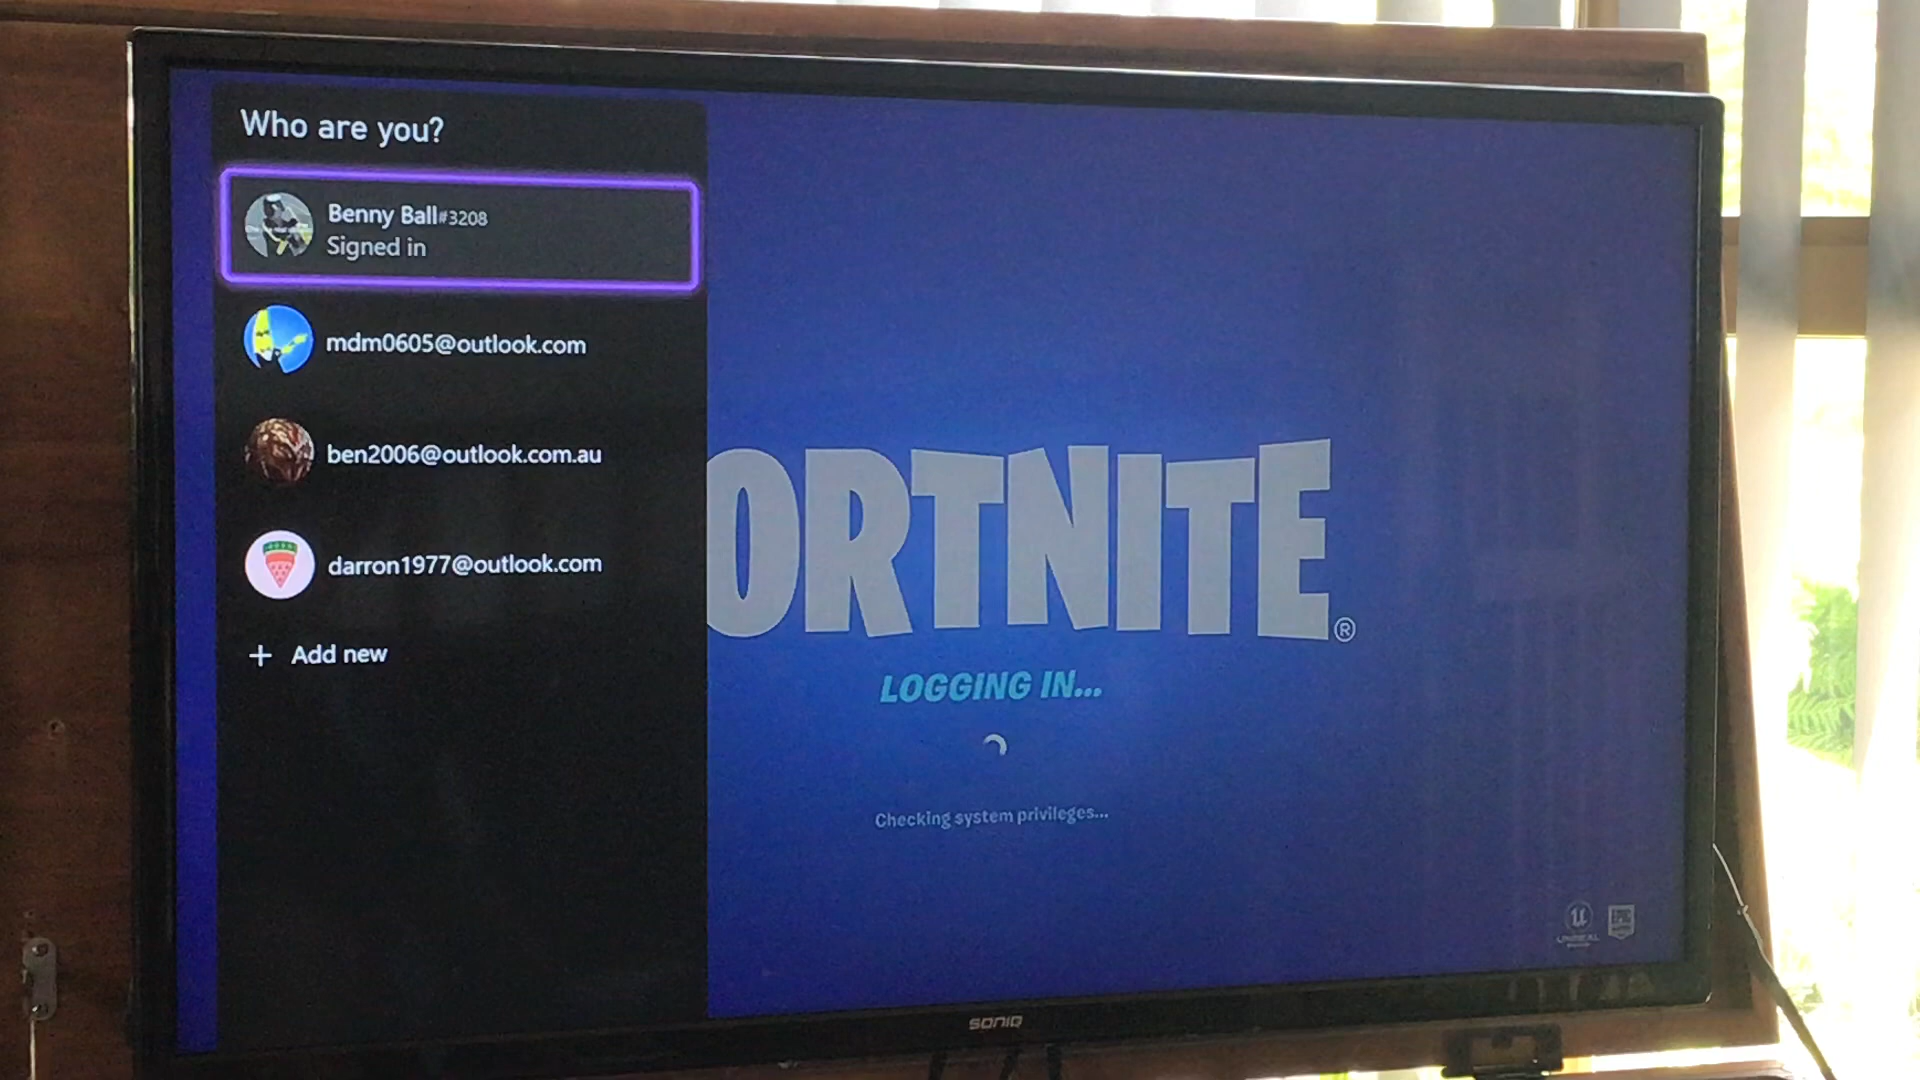 Who are you?
Benny Ball#3208
Signed in
mdm0605@outlook.com
ben2006@outlook.com.au
darron1977@outlook.com
+ Add new
ORTNITE®
LOGGING IN...
Checking system privileges...
EPIC
SONIQ